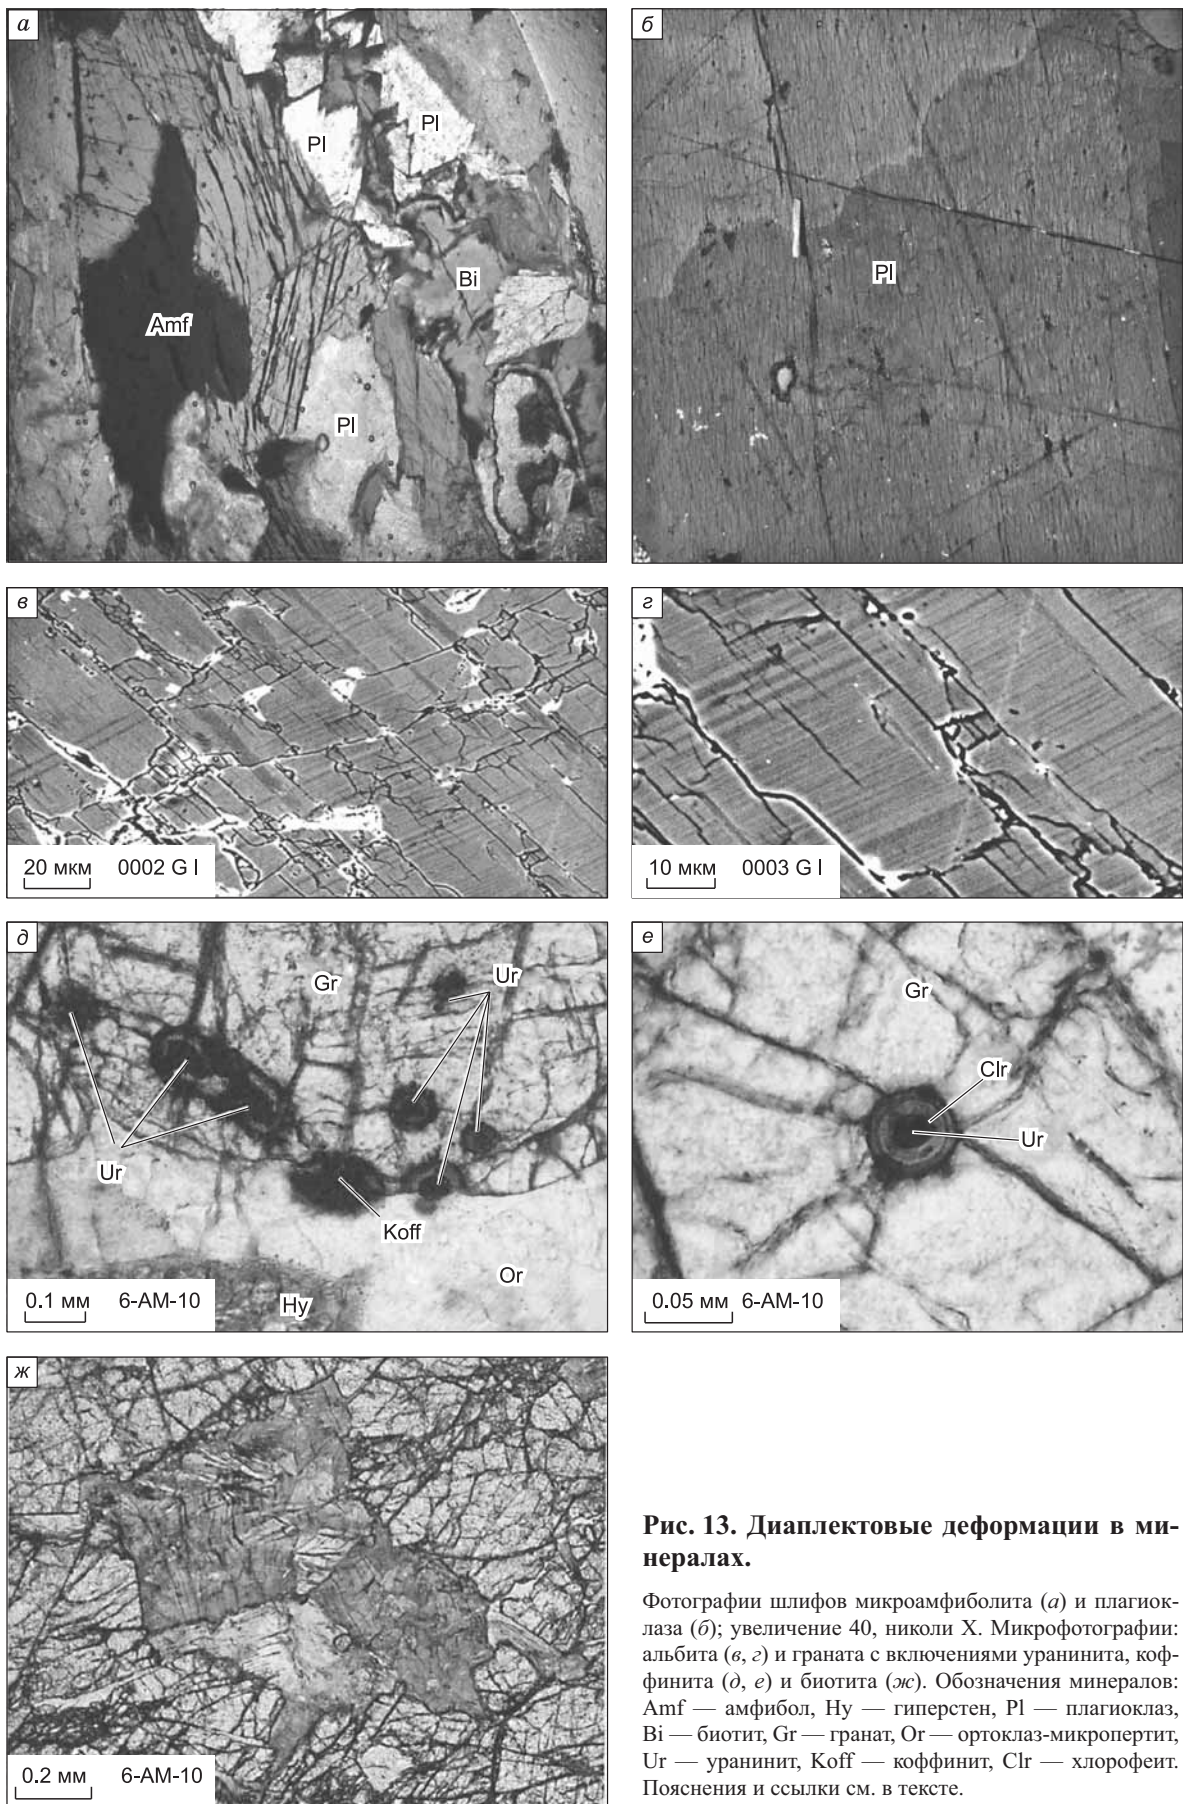 а
Pl
Pl
Bi
Amf
Pl
б
Pl
в
20 мкм 0002 G I
г
10 мкм 0003 G I
д
Gr
Ur
Ur
Koff
Or
Hy
0.1 мм 6-АМ-10
е
Gr
Clr
Ur
0.05 мм 6-АМ-10
ж
0.2 мм 6-АМ-10
Рис. 13. Диаплектовые деформации в ми-
нералах.
Фотографии шлифов микроамфиболита (а) и плагиок-
лаза (б); увеличение 40, николи X. Микрофотографии:
альбита (в, г) и граната с включениями уранинита, коф-
финита (д, е) и биотита (ж). Обозначения минералов:
Amf — амфибол, Hy — гиперстен, Pl — плагиоклаз,
Bi — биотит, Gr — гранат, Or — ортоклаз-микропертит,
Ur — уранинит, Koff — коффинит, Clr — хлорофеит.
Пояснения и ссылки см. в тексте.